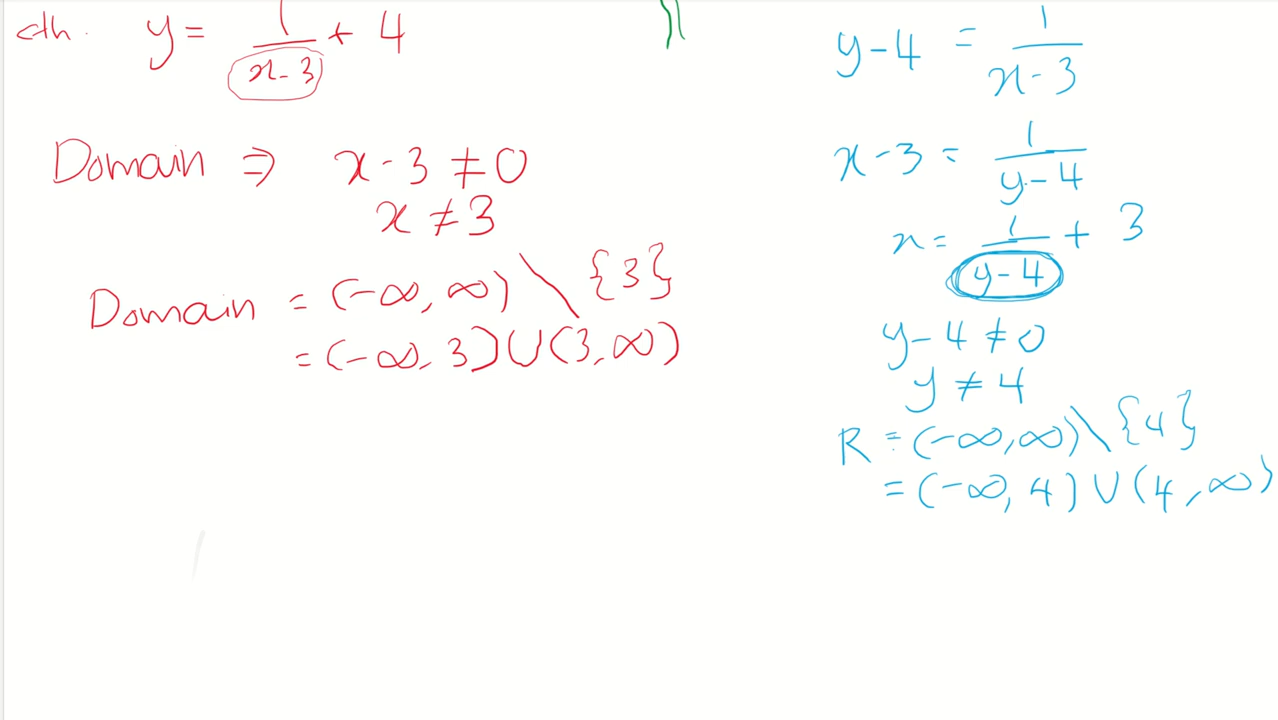 cth. y = 1/(x-3) + 4
Domain ⇒ x-3 ≠ 0
x ≠ 3
Domain = (-∞, ∞) \ {3}
= (-∞, 3) ∪ (3, ∞)
y-4 = 1/(x-3)
x-3 = 1/(y-4)
x = 1/(y-4) + 3
y-4 ≠ 0
y ≠ 4
R = (-∞, ∞) \ {4}
= (-∞, 4) ∪ (4, ∞)